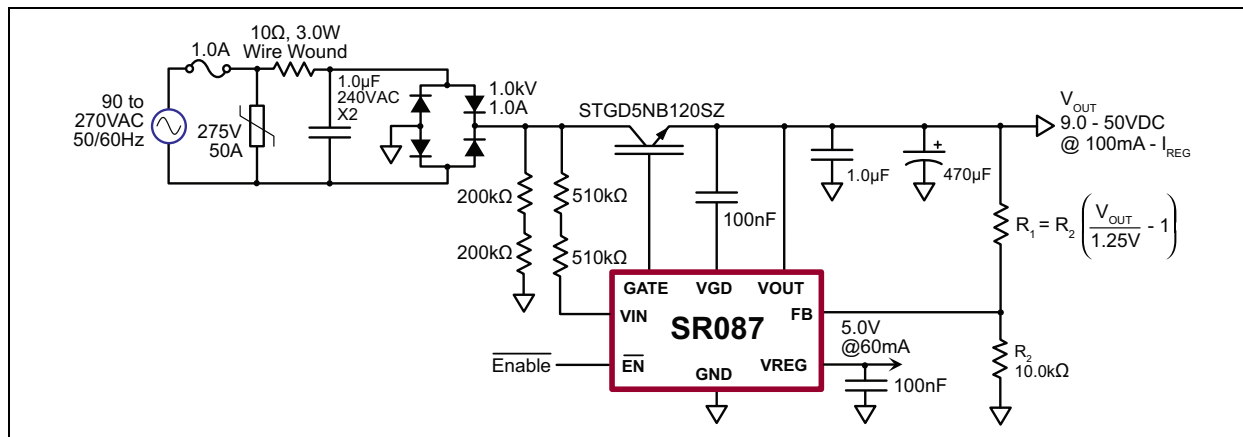 1.0A
10Ω, 3.0W
Wire Wound
90 to
270VAC
50/60Hz
275V
50A
1.0µF
240VAC
X2
1.0kV
1.0A
STGD5NB120SZ
VOUT
9.0 - 50VDC
@ 100mA - IREG
200kΩ
510kΩ
100nF
1.0µF
+
470µF
R1 = R2 ( VOUT / 1.25V - 1 )
200kΩ
510kΩ
GATE
VGD
VOUT
VIN
SR087
FB
Enable
EN
GND
VREG
5.0V
@60mA
100nF
R2
10.0kΩ